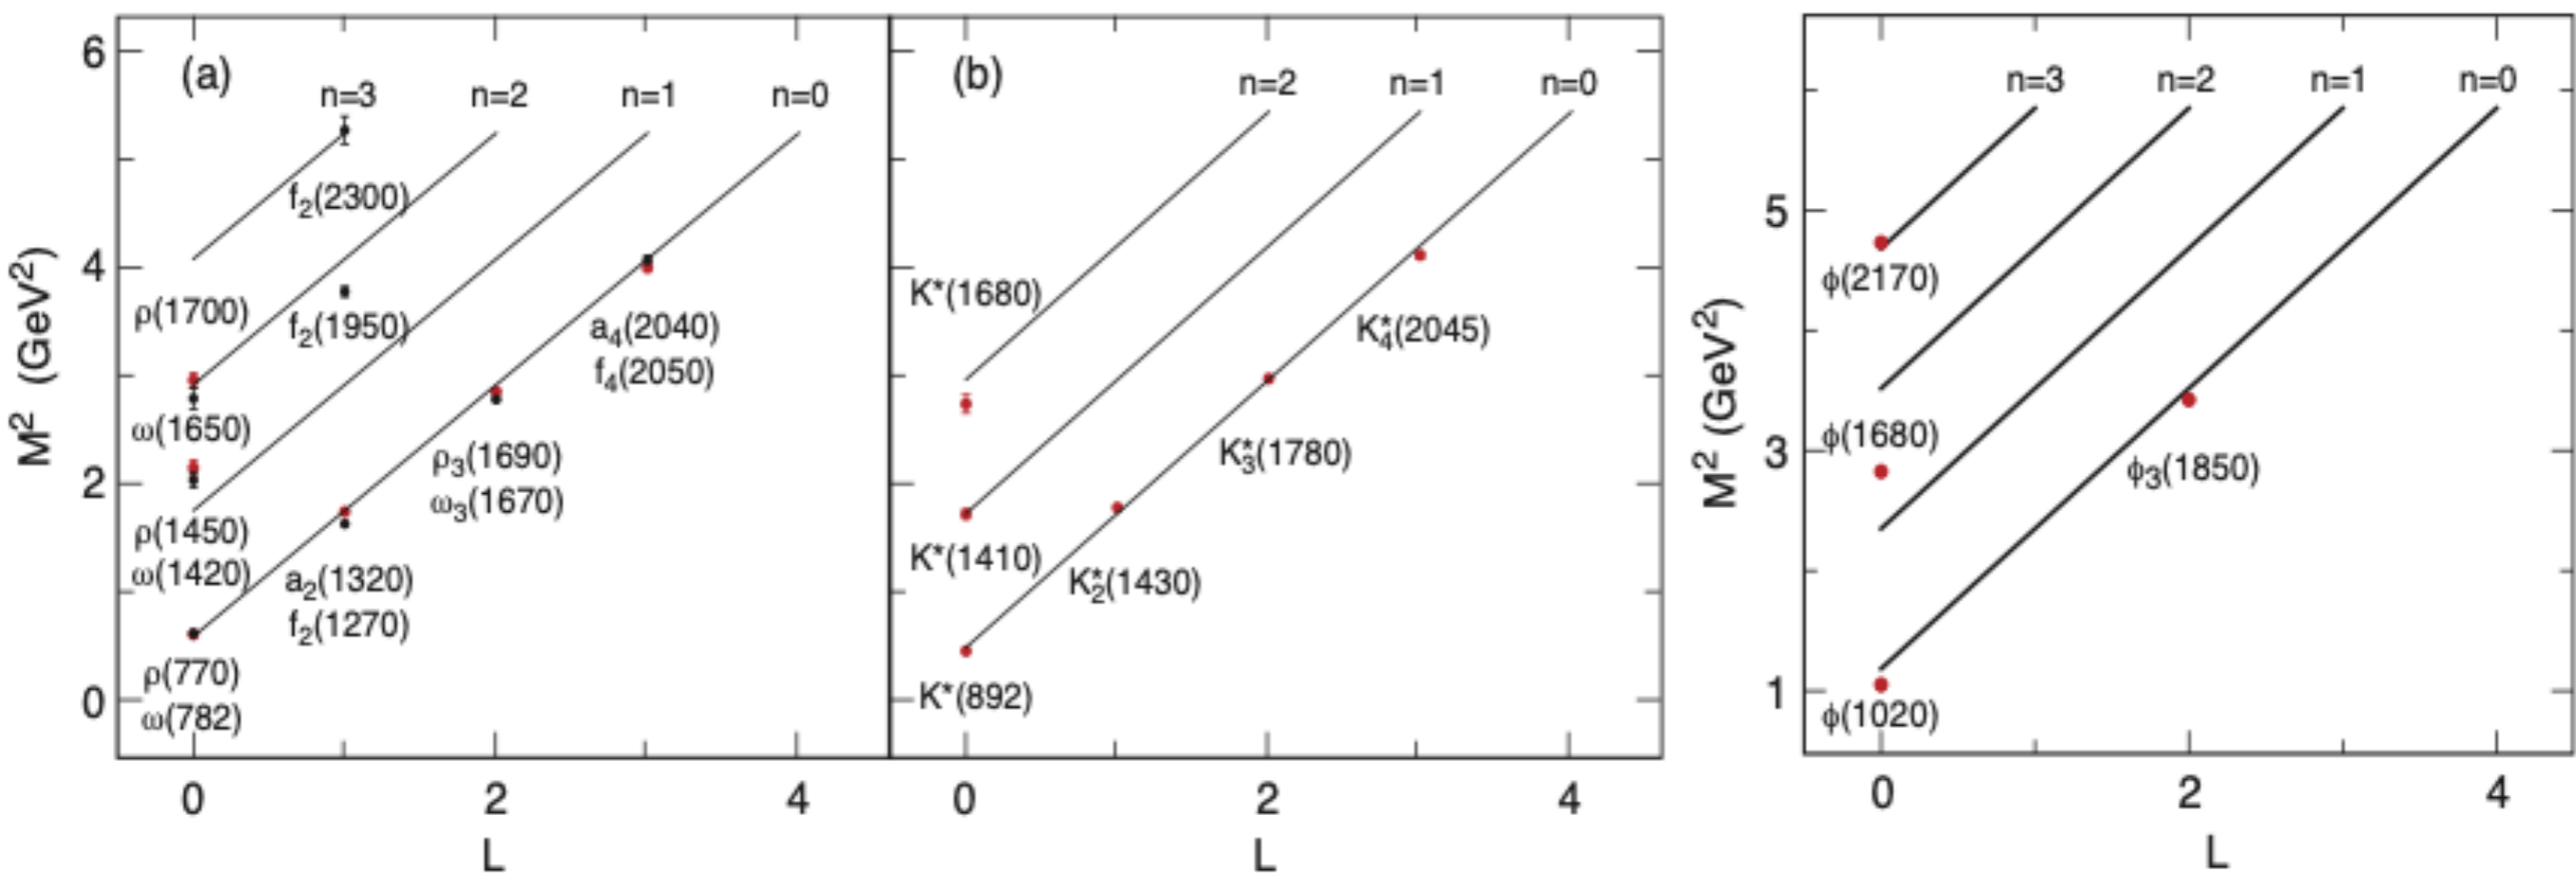 (a)
n=3 n=2 n=1 n=0
6
4
2
0
M² (GeV²)
f₂(2300)
ρ(1700)
f₂(1950)
a₄(2040)
f₄(2050)
ω(1650)
ρ₃(1690)
ω₃(1670)
ρ(1450)
ω(1420)
a₂(1320)
f₂(1270)
ρ(770)
ω(782)
0 2 4
L
(b)
n=2 n=1 n=0
K*(1680)
K*₄(2045)
K*₃(1780)
K*(1410)
K*₂(1430)
K*(892)
0 2 4
L
n=3 n=2 n=1 n=0
5
3
1
M² (GeV²)
ϕ(2170)
ϕ(1680)
ϕ₃(1850)
ϕ(1020)
0 2 4
L